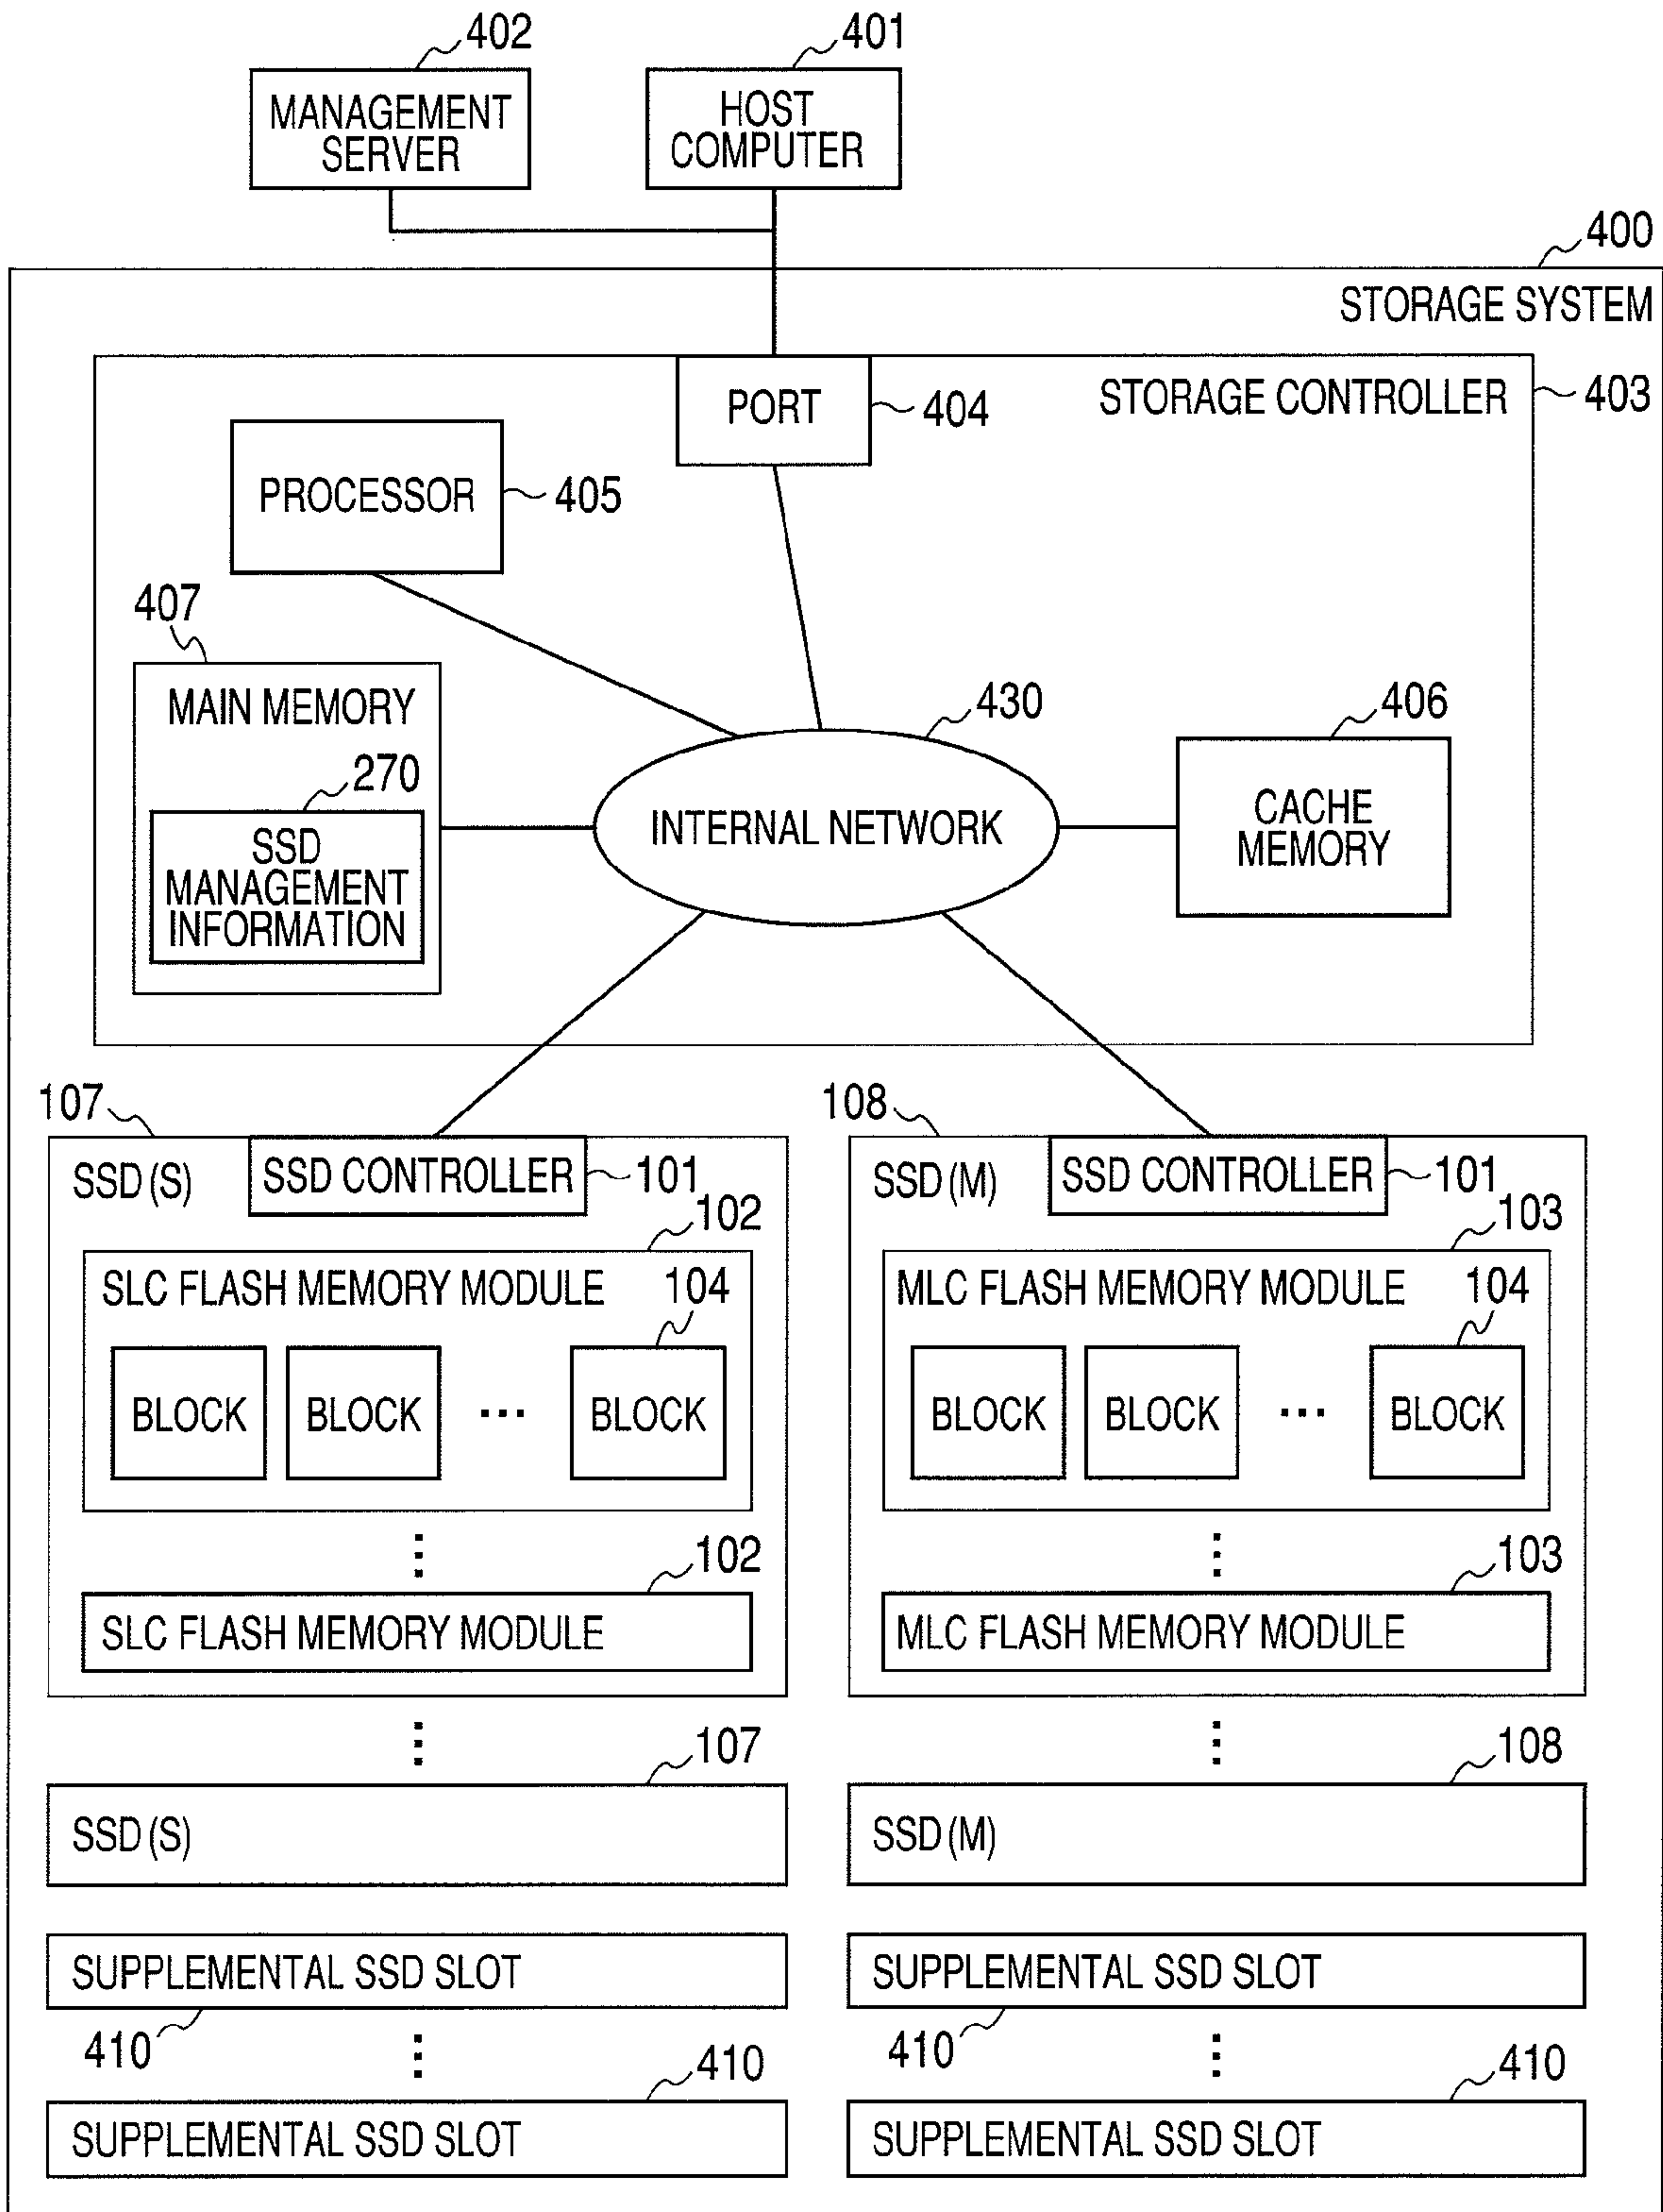 402
401
MANAGEMENT
SERVER
HOST
COMPUTER
400
STORAGE SYSTEM
PORT
404
STORAGE CONTROLLER
403
PROCESSOR
405
407
MAIN MEMORY
430
406
270
SSD
MANAGEMENT
INFORMATION
INTERNAL NETWORK
CACHE
MEMORY
107
108
SSD (S)
SSD CONTROLLER
101
SSD (M)
SSD CONTROLLER
101
102
103
SLC FLASH MEMORY MODULE
104
MLC FLASH MEMORY MODULE
104
BLOCK
BLOCK
...
BLOCK
BLOCK
BLOCK
...
BLOCK
102
103
SLC FLASH MEMORY MODULE
MLC FLASH MEMORY MODULE
107
108
SSD (S)
SSD (M)
SUPPLEMENTAL SSD SLOT
SUPPLEMENTAL SSD SLOT
410
410
410
410
SUPPLEMENTAL SSD SLOT
SUPPLEMENTAL SSD SLOT